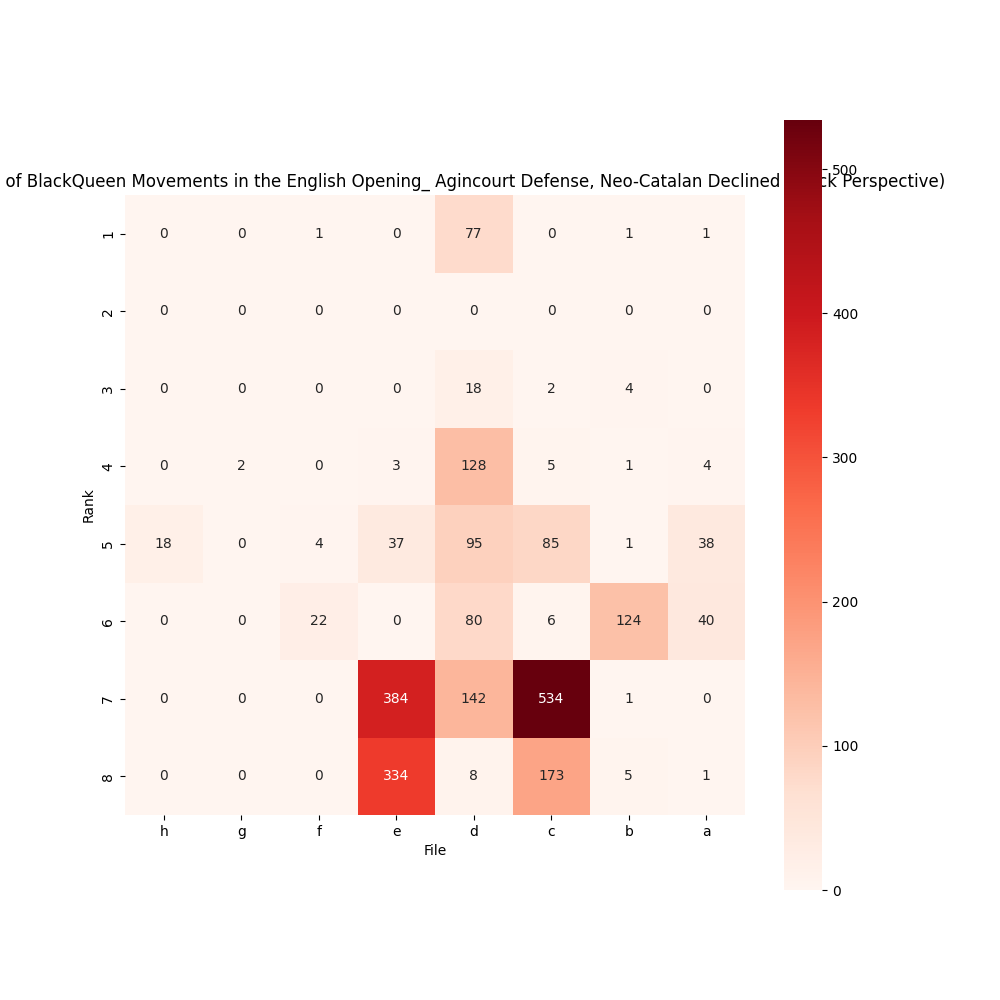 of BlackQueen Movements in the English Opening_ Agincourt Defense, Neo-Catalan Declined Perspective)
500
1 0 0 1 0 77 0 1 1
2 0 0 0 0 0 0 0 0
3 0 0 0 0 18 2 4 0
400
4 0 2 0 3 128 5 1 4
Rank
300
5 18 0 4 37 95 85 1 38
200
6 0 0 22 0 80 6 124 40
7 0 0 0 384 142 534 1 0
100
8 0 0 0 334 8 173 5 1
h g f e d c b a
File
0